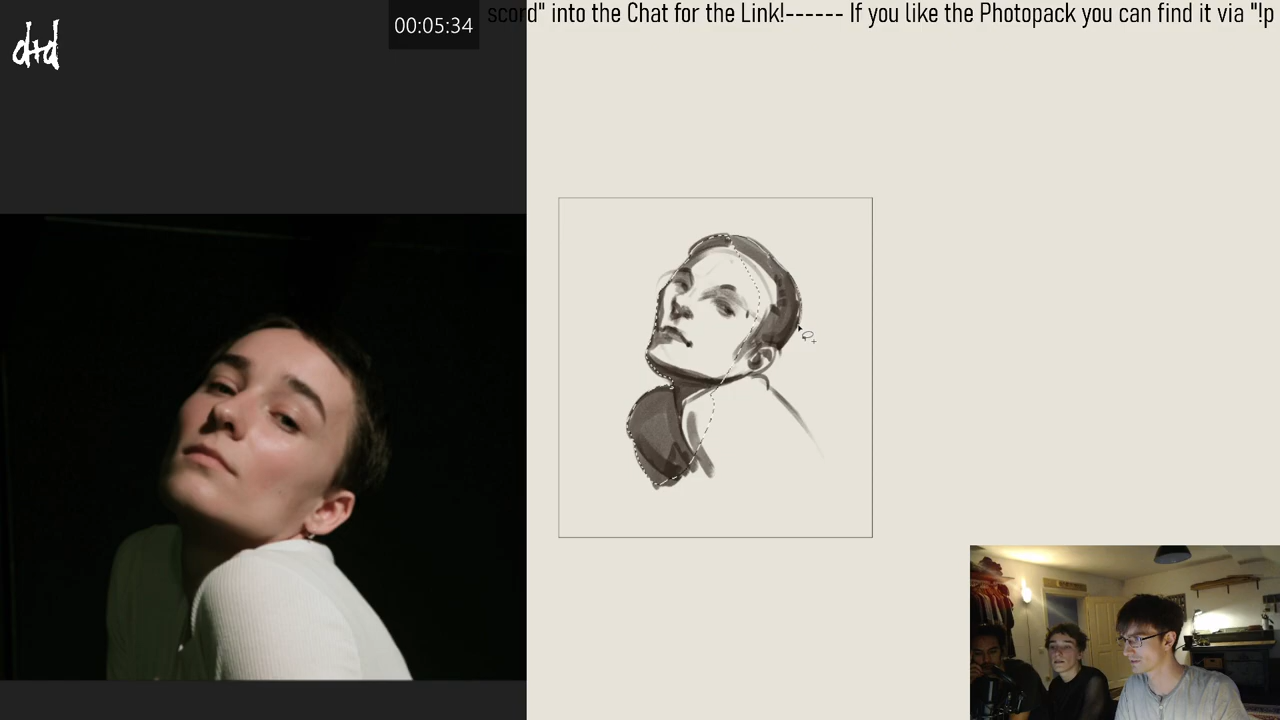 d+d
00:05:34
scord" into the Chat for the Link!------ If you like the Photopack you can find it via "!p